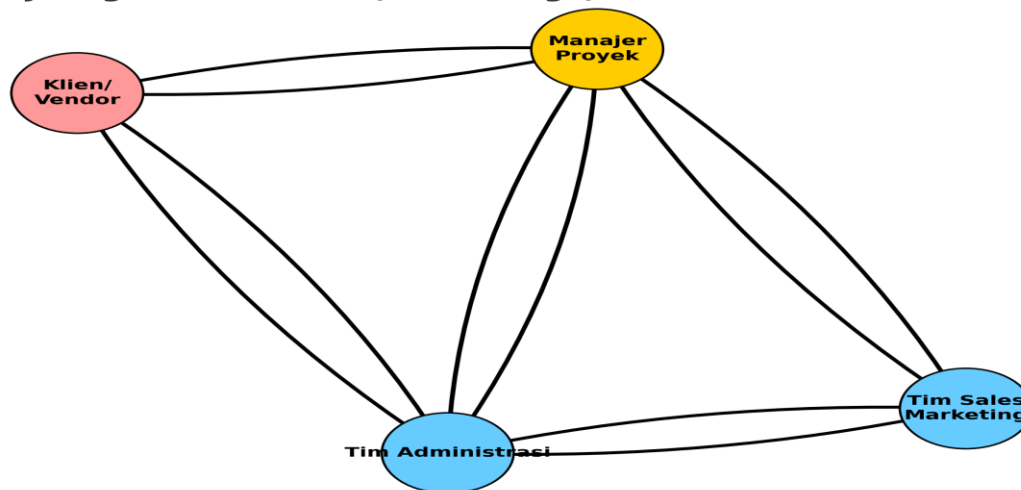 Manajer
Proyek
Klien/
Vendor
Tim Sales
Marketing
Tim Administrasi